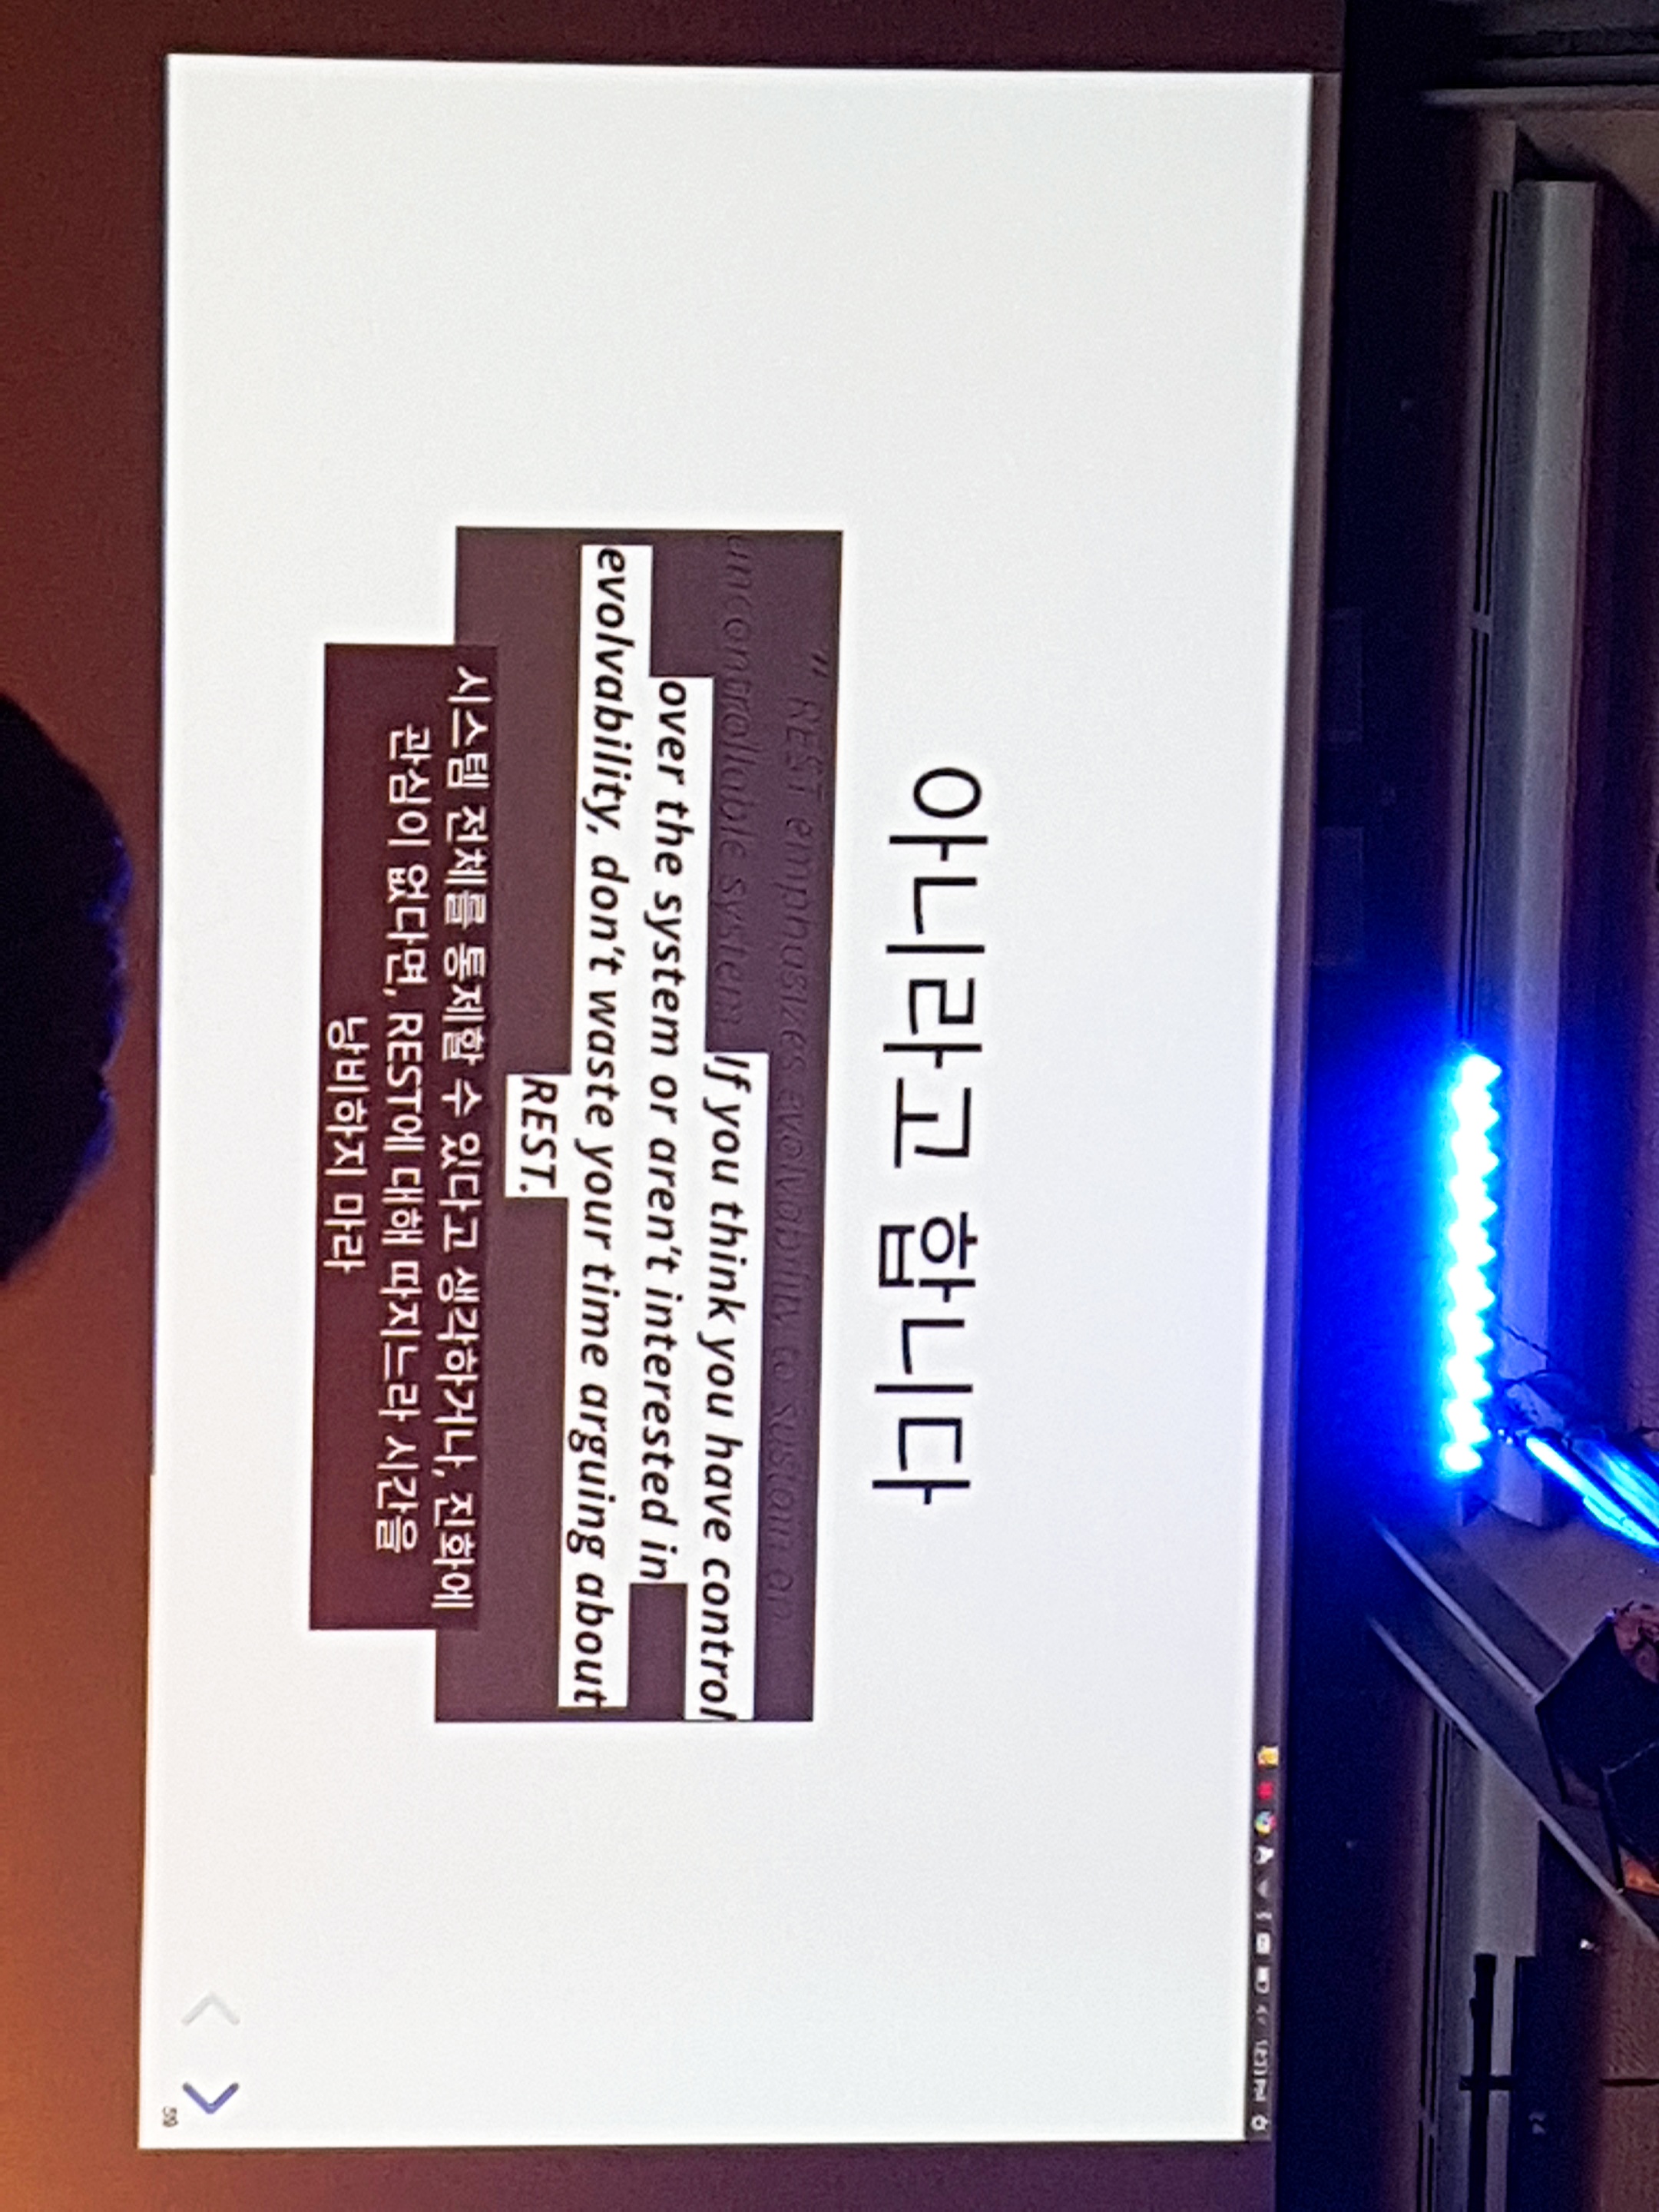 아니라고 합니다
" REST emphasizes evolvability to sustain an
uncontrollable system. If you think you have control
over the system or aren't interested in
evolvability, don't waste your time arguing about
REST.
시스템 전체를 통제할 수 있다고 생각하거나, 진화에
관심이 없다면, REST에 대해 따지느라 시간을
낭비하지 마라
59